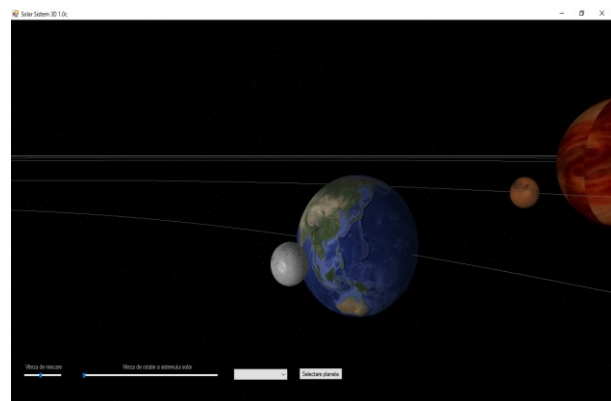 Solar Sistem 3D 1.0c
Viteza de miscare
Viteza de rotatie a sistemului solar
Selectare planeta